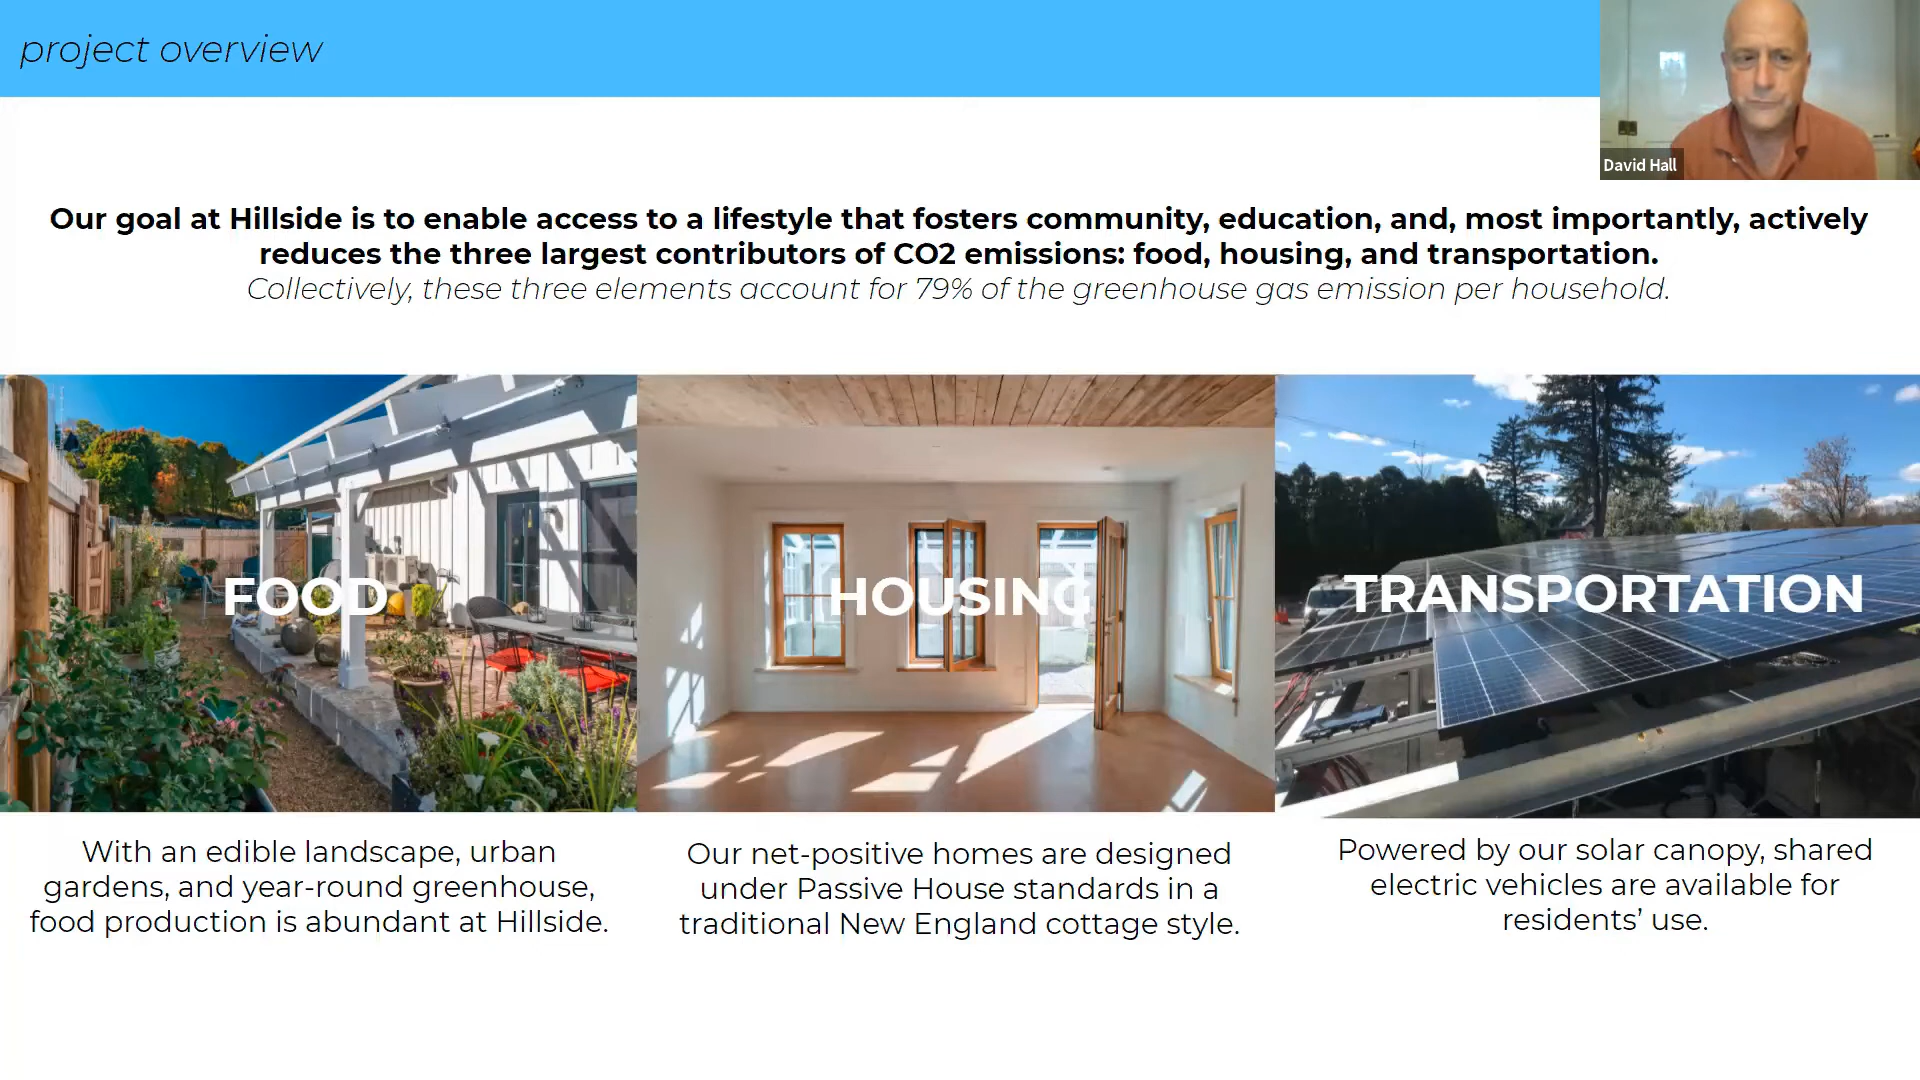 project overview
David Hall
Our goal at Hillside is to enable access to a lifestyle that fosters community, education, and, most importantly, actively
reduces the three largest contributors of CO2 emissions: food, housing, and transportation.
Collectively, these three elements account for 79% of the greenhouse gas emission per household.
FOOD
HOUSING
TRANSPORTATION
With an edible landscape, urban
gardens, and year-round greenhouse,
food production is abundant at Hillside.
Our net-positive homes are designed
under Passive House standards in a
traditional New England cottage style.
Powered by our solar canopy, shared
electric vehicles are available for
residents’ use.